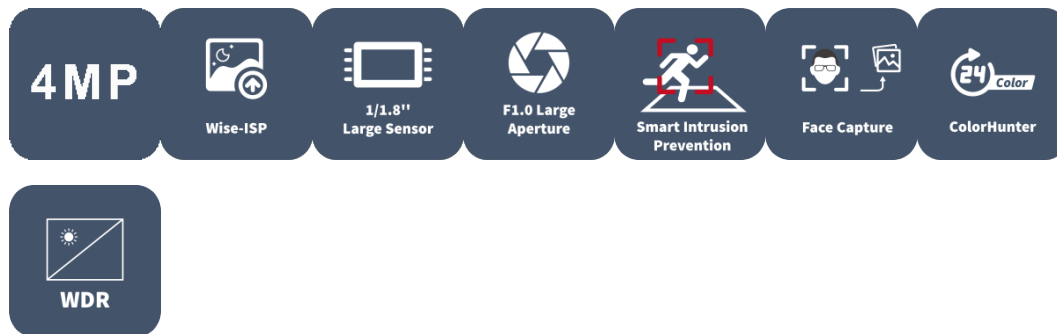 4MP
Wise-ISP
1/1.8''
Large Sensor
F1.0 Large
Aperture
Smart Intrusion
Prevention
Face Capture
24 Color
ColorHunter
WDR